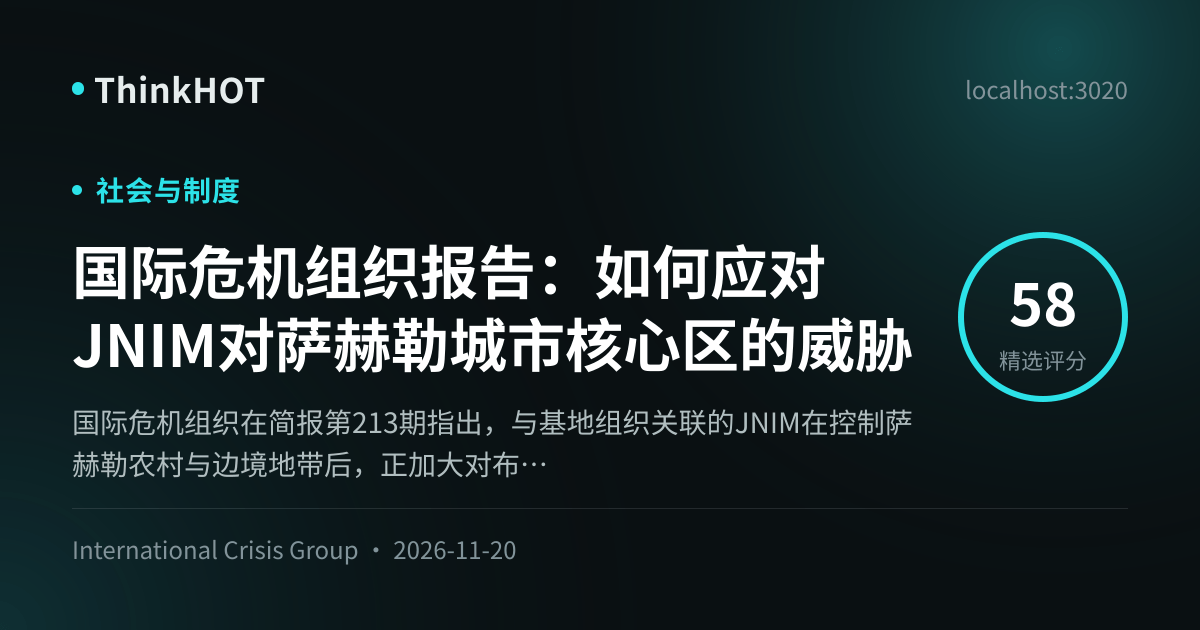 ThinkHOT
localhost:3020
社会与制度
国际危机组织报告：如何应对
JNIM对萨赫勒城市核心区的威胁
58
精选评分
国际危机组织在简报第213期指出，与基地组织关联的JNIM在控制萨
赫勒农村与边境地带后，正加大对布…
International Crisis Group · 2026-11-20